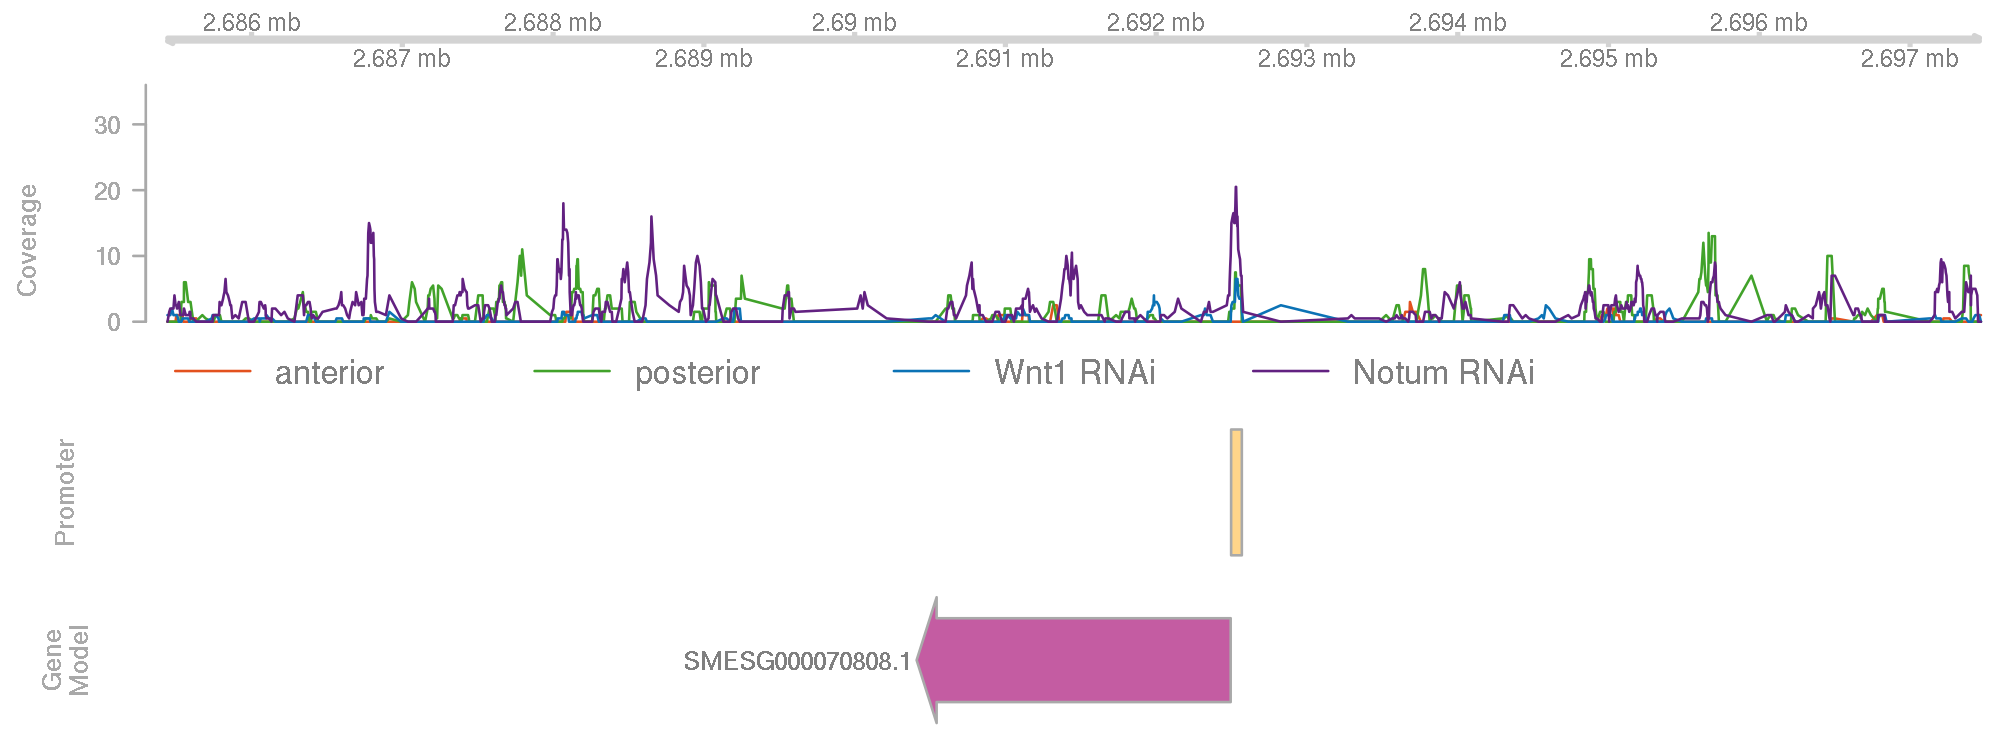 2.686 mb 2.688 mb 2.69 mb 2.692 mb 2.694 mb 2.696 mb
2.687 mb 2.689 mb 2.691 mb 2.693 mb 2.695 mb 2.697 mb
Coverage
30
20
10
0
anterior posterior Wnt1 RNAi Notum RNAi
Promoter
Gene
Model
SMESG000070808.1